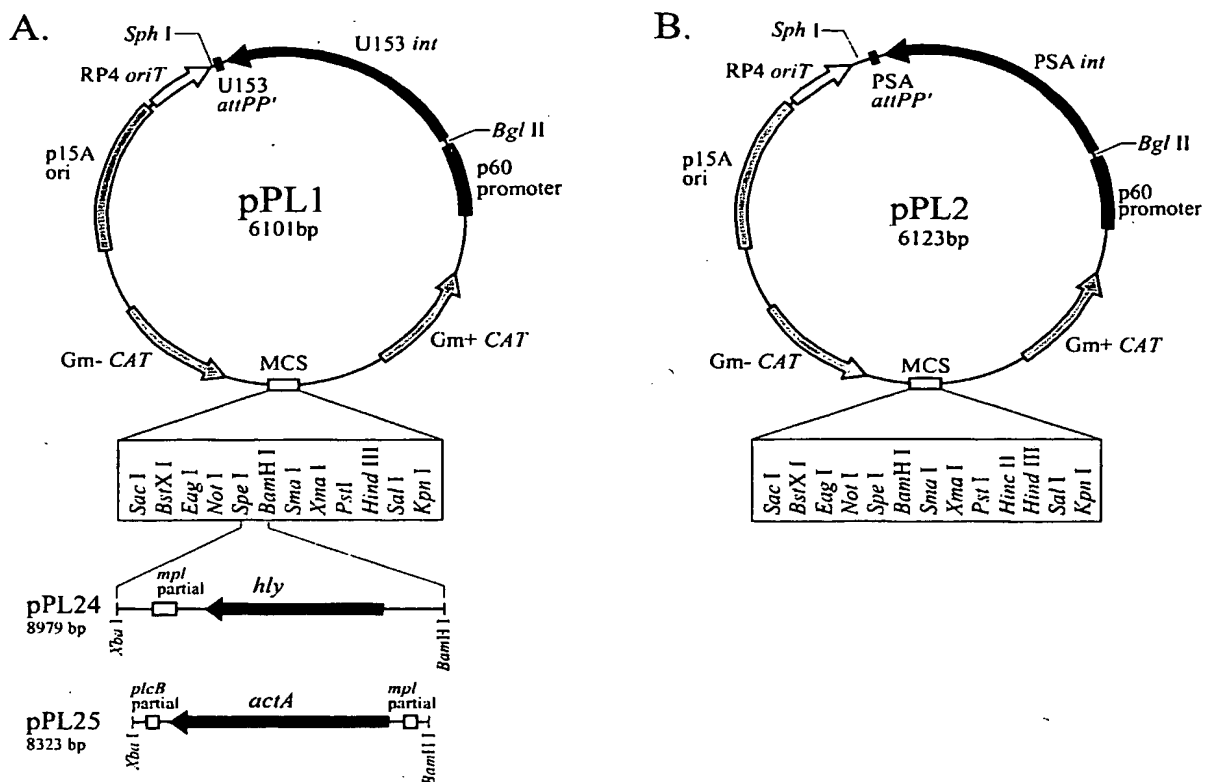 A.
Sph I
U153 int
RP4 oriT
U153
attPP'
Bgl II
p15A
ori
p60
promoter
pPL1
6101bp
Gm- CAT
Gm+ CAT
MCS
Sac I
BstX I
Eag I
Not I
Spe I
BamH I
Sma I
Xma I
PstI
Hind III
Sal I
Kpn I
mpl
partial
hly
pPL24
8979 bp
Xba I
BamH I
plcB
partial
actA
mpl
partial
pPL25
8323 bp
Xba I
BamH I
B.
Sph I
PSA int
RP4 oriT
PSA
attPP'
Bgl II
p15A
ori
p60
promoter
pPL2
6123bp
Gm- CAT
Gm+ CAT
MCS
Sac I
BstX I
Eag I
Not I
Spe I
BamH I
Sma I
Xma I
Pst I
Hinc II
Hind III
Sal I
Kpn I